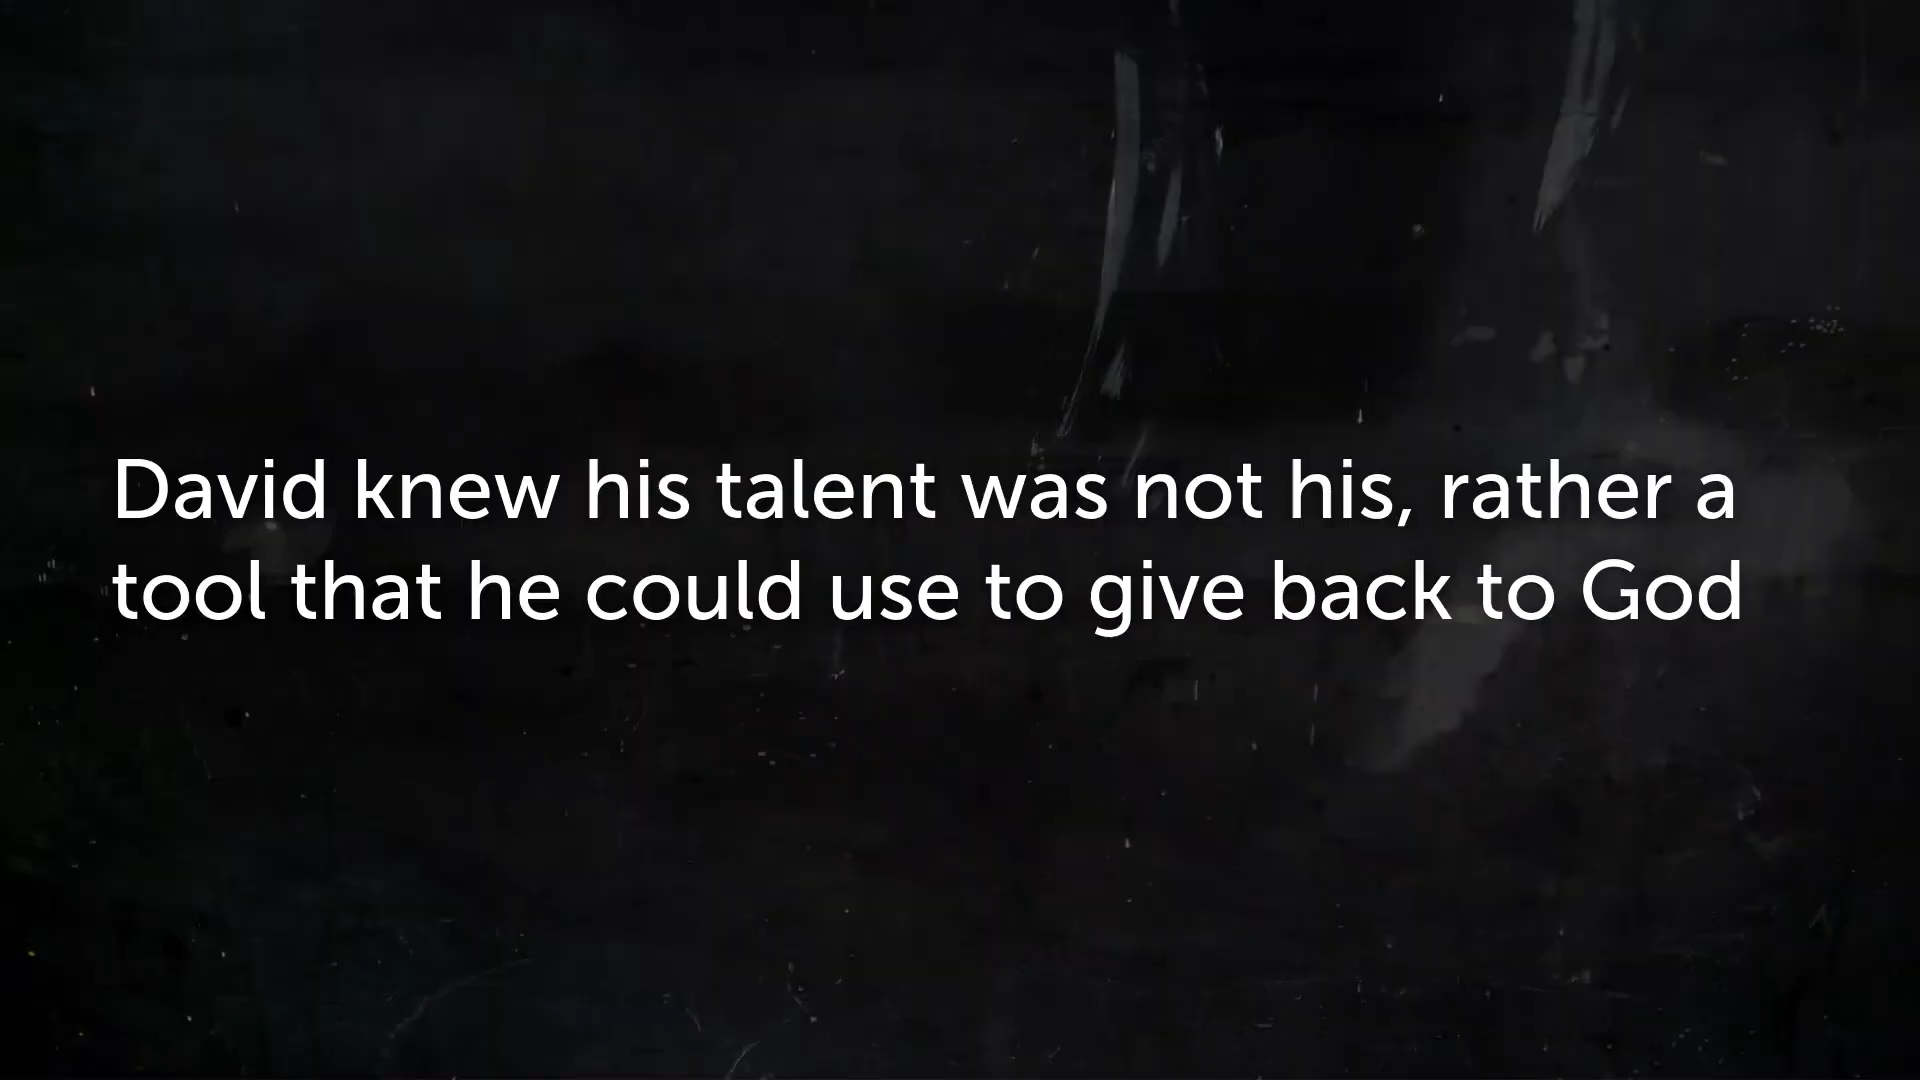 David knew his talent was not his, rather a
tool that he could use to give back to God